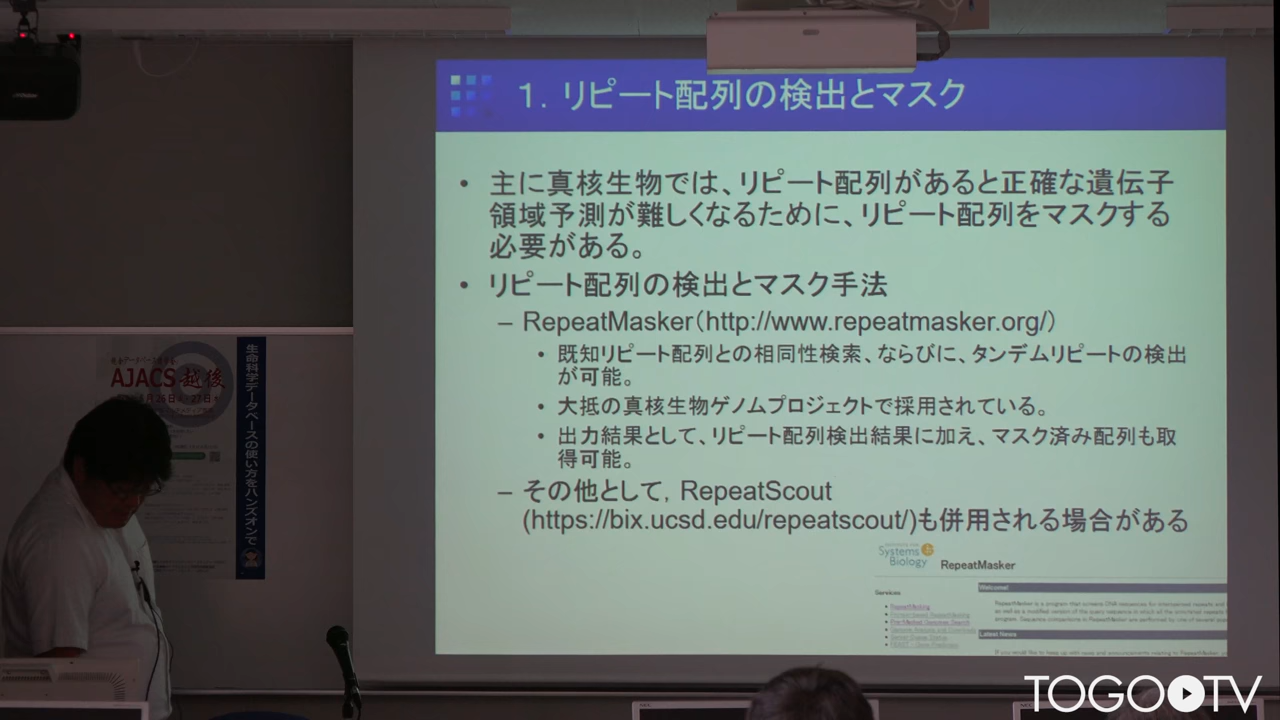 1. リピート配列の検出とマスク
• 主に真核生物では、リピート配列があると正確な遺伝子
領域予測が難しくなるために、リピート配列をマスクする
必要がある。
• リピート配列の検出とマスク手法
– RepeatMasker(http://www.repeatmasker.org/)
• 既知リピート配列との相同性検索、ならびに、タンデムリピートの検出
が可能。
• 大抵の真核生物ゲノムプロジェクトで採用されている。
• 出力結果として、リピート配列検出結果に加え、マスク済み配列も取
得可能。
– その他として, RepeatScout
(https://bix.ucsd.edu/repeatscout/)も併用される場合がある
Systems
Biology
RepeatMasker
Services
Welcome!
Latest News
AJACS 越後
生命科学データベースの使い方をハンズオンで
NEC
TOGOTV